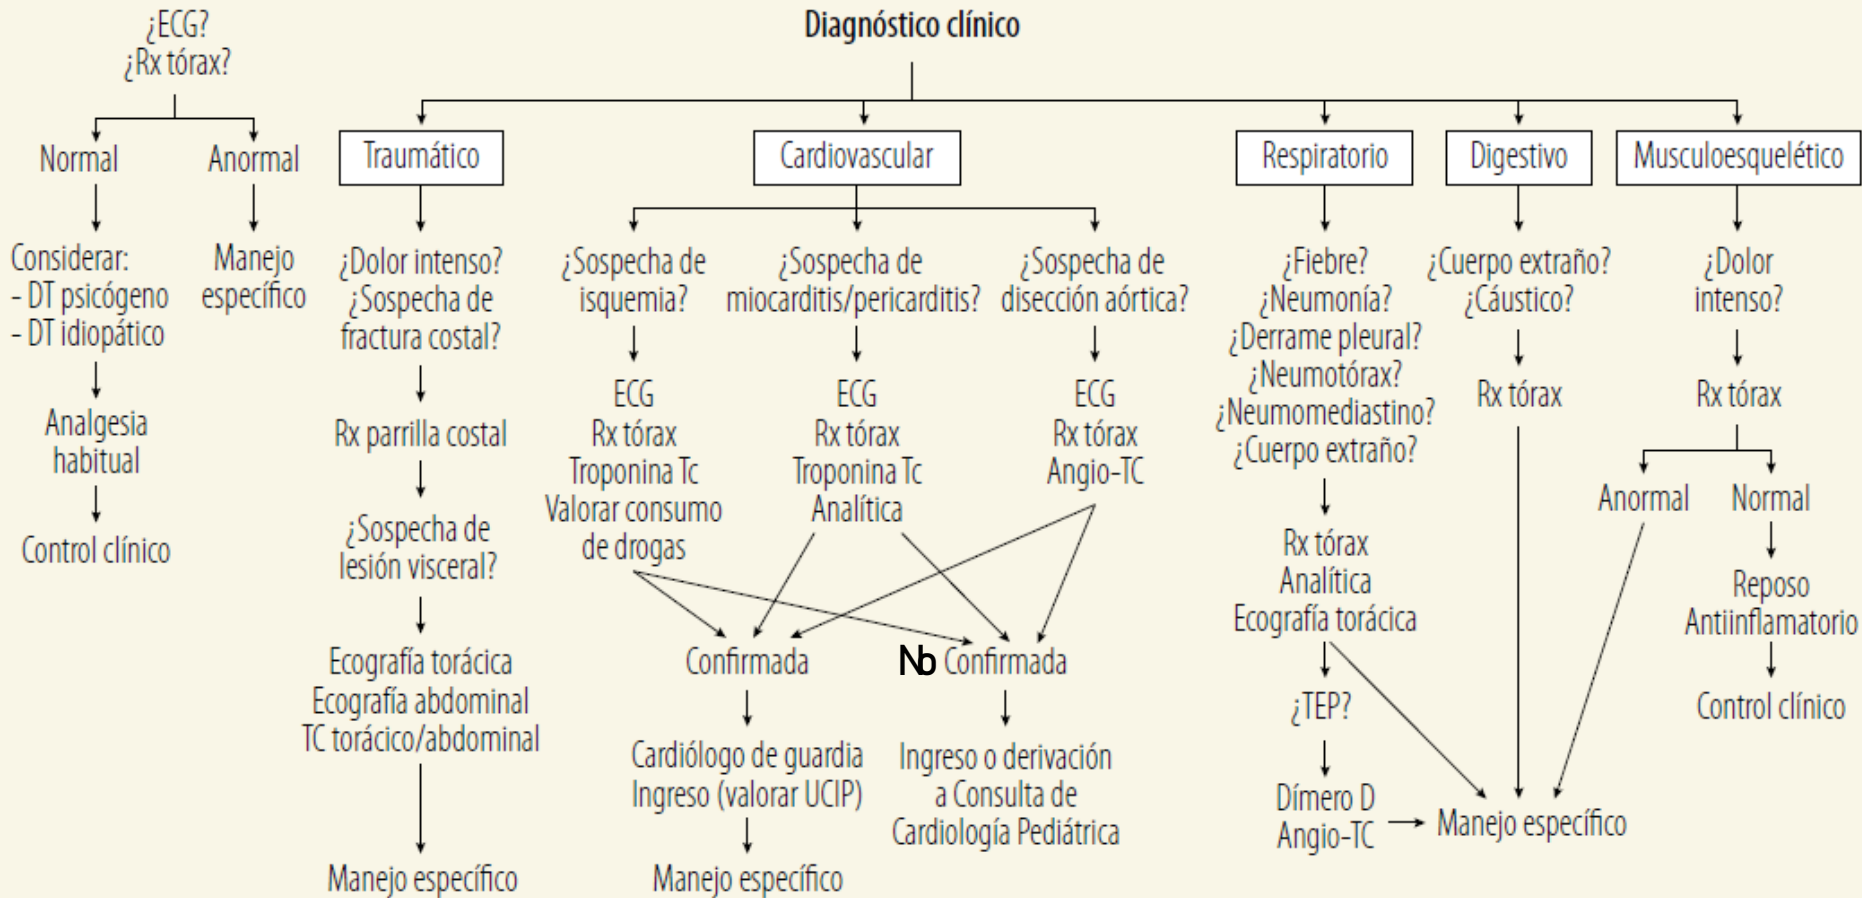 ¿ECG?
¿Rx tórax?
Normal
Anormal
Considerar:
- DT psicógeno
- DT idiopático
Manejo
específico
Analgesia
habitual
Control clínico
Diagnóstico clínico
Traumático
¿Dolor intenso?
¿Sospecha de
fractura costal?
Rx parrilla costal
¿Sospecha de
lesión visceral?
Ecografía torácica
Ecografía abdominal
TC torácico/abdominal
Manejo específico
Cardiovascular
¿Sospecha de
isquemia?
ECG
Rx tórax
Troponina Tc
Valorar consumo
de drogas
¿Sospecha de
miocarditis/pericarditis?
ECG
Rx tórax
Troponina Tc
Analítica
¿Sospecha de
disección aórtica?
ECG
Rx tórax
Angio-TC
Confirmada
Cardiólogo de guardia
Ingreso (valorar UCIP)
Manejo específico
No Confirmada
Ingreso o derivación
a Consulta de
Cardiología Pediátrica
Respiratorio
¿Fiebre?
¿Neumonía?
¿Derrame pleural?
¿Neumotórax?
¿Neumomediastino?
¿Cuerpo extraño?
Rx tórax
Analítica
Ecografía torácica
¿TEP?
Dímero D
Angio-TC
Digestivo
¿Cuerpo extraño?
¿Cáustico?
Rx tórax
Manejo específico
Musculoesquelético
¿Dolor
intenso?
Rx tórax
Anormal
Normal
Reposo
Antiinflamatorio
Control clínico